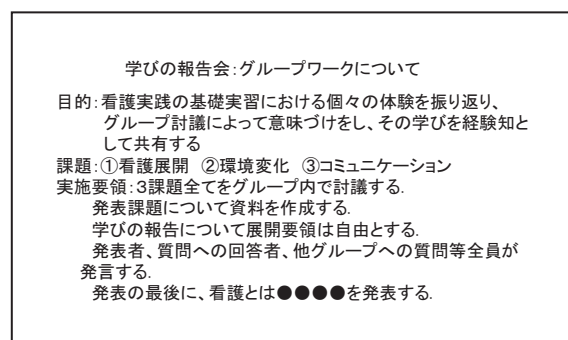 学びの報告会：グループワークについて
目的：看護実践の基礎実習における個々の体験を振り返り、
グループ討議によって意味づけをし、その学びを経験知と
して共有する
課題：①看護展開　②環境変化　③コミュニケーション
実施要領：３課題全てをグループ内で討議する.
発表課題について資料を作成する.
学びの報告について展開要領は自由とする.
発表者、質問への回答者、他グループへの質問等全員が
発言する.
発表の最後に、看護とは●●●●を発表する.